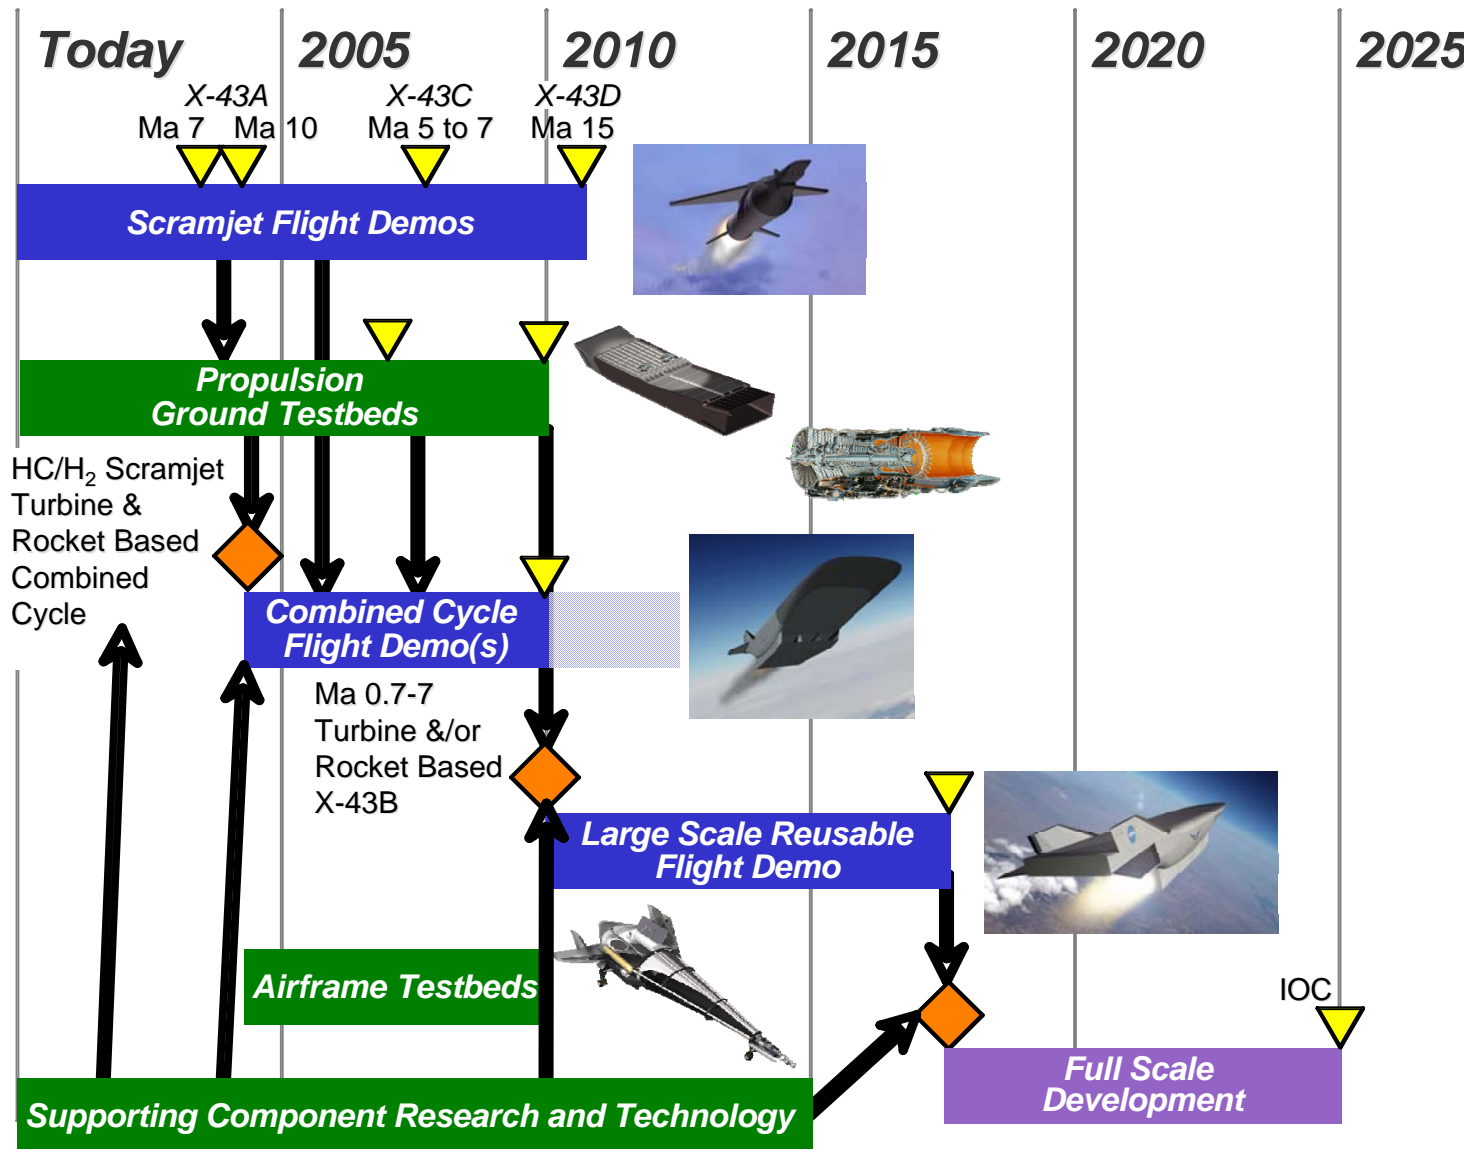 Today 2005 2010 2015 2020 2025
X-43A X-43C X-43D
Ma 7 Ma 10 Ma 5 to 7 Ma 15
Scramjet Flight Demos
Propulsion
Ground Testbeds
HC/H₂ Scramjet
Turbine &
Rocket Based
Combined
Cycle
Combined Cycle
Flight Demo(s)
Ma 0.7-7
Turbine &/or
Rocket Based
X-43B
Large Scale Reusable
Flight Demo
Airframe Testbeds
IOC
Full Scale
Development
Supporting Component Research and Technology